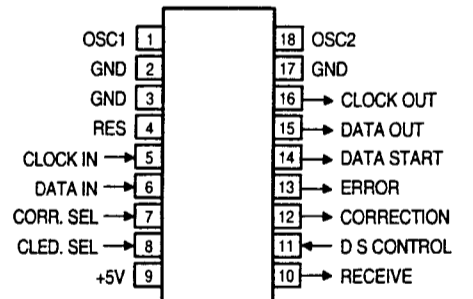 OSC1 1 18 OSC2
GND 2 17 GND
GND 3 16 CLOCK OUT
RES 4 15 DATA OUT
CLOCK IN 5 14 DATA START
DATA IN 6 13 ERROR
CORR. SEL 7 12 CORRECTION
CLED. SEL 8 11 D S CONTROL
+5V 9 10 RECEIVE